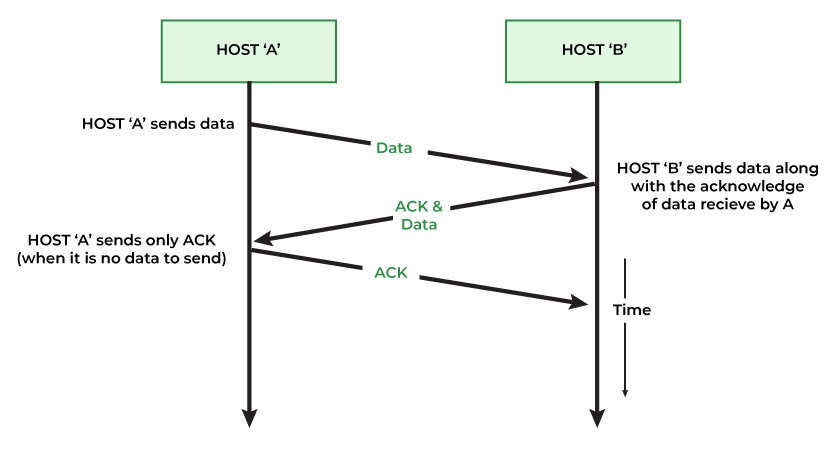 HOST ‘A’
HOST ‘B’
HOST ‘A’ sends data
Data
HOST ‘B’ sends data along
with the acknowledge
of data recieve by A
ACK &
Data
HOST ‘A’ sends only ACK
(when it is no data to send)
ACK
Time